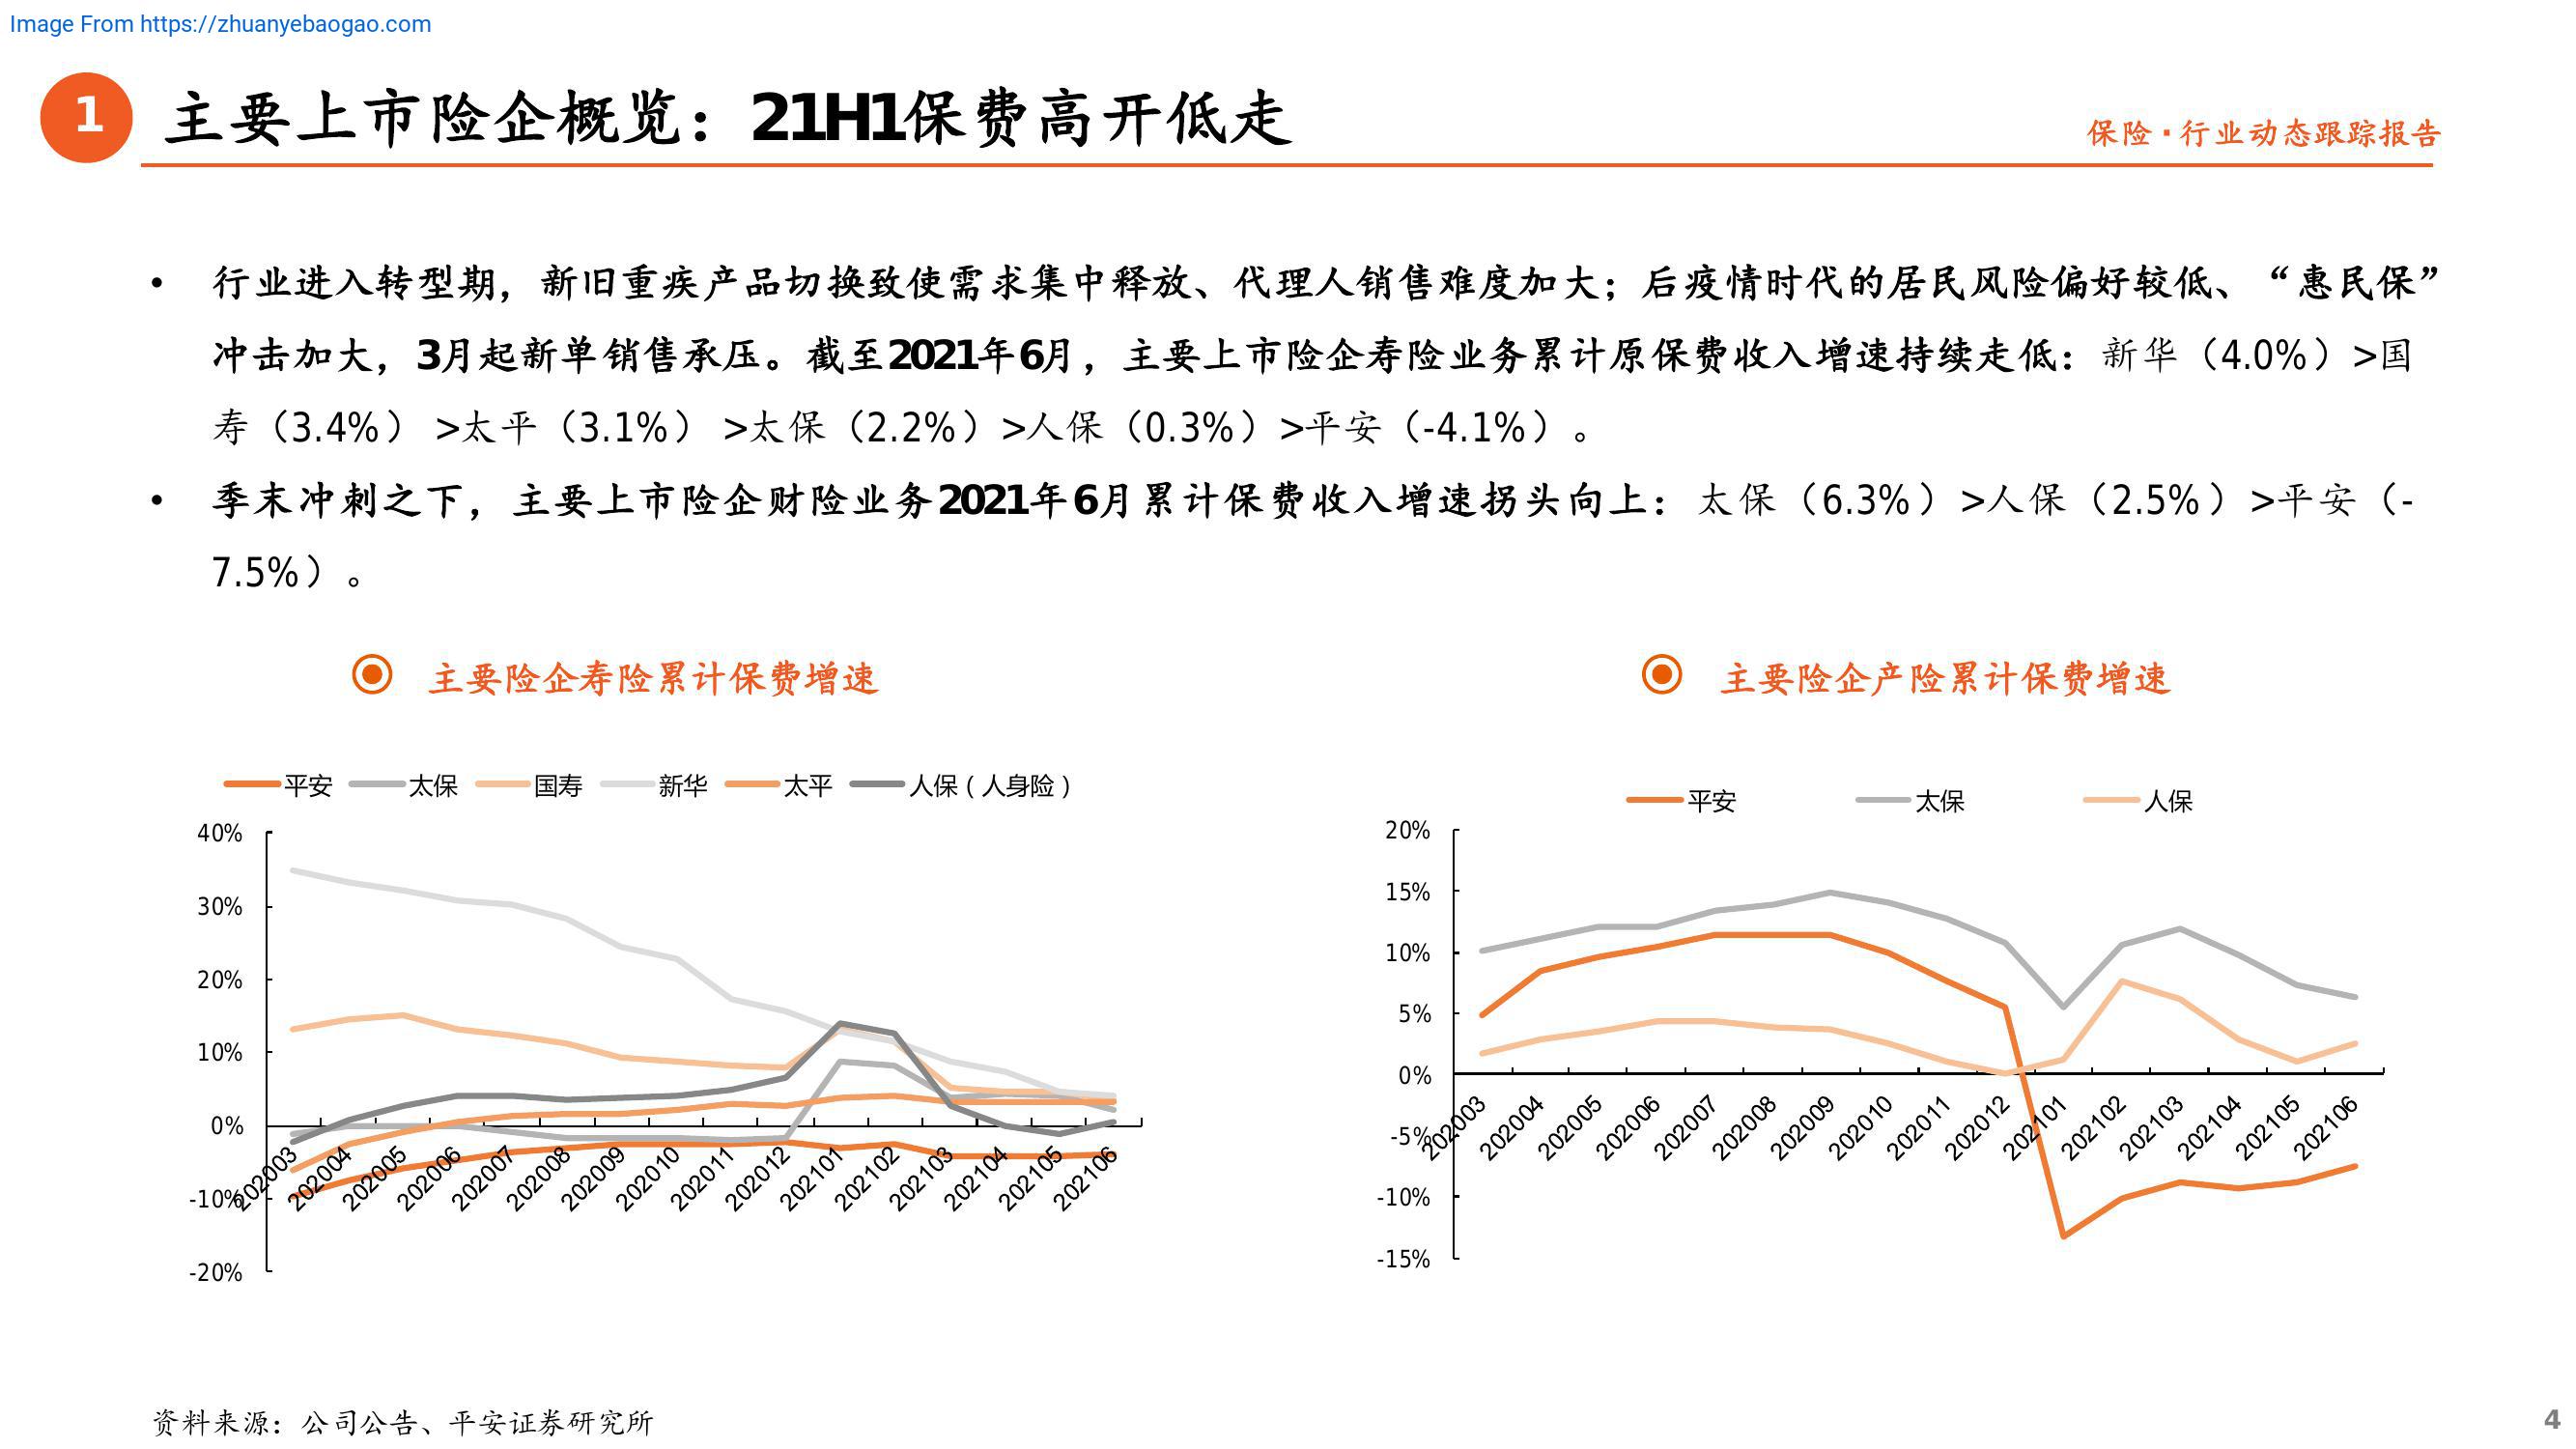 Image From https://zhuanyebaogao.com
1
主要上市险企概览：21H1保费高开低走
保险·行业动态跟踪报告
• 行业进入转型期，新旧重疾产品切换致使需求集中释放、代理人销售难度加大；后疫情时代的居民风险偏好较低、“惠民保”
冲击加大，3月起新单销售承压。截至2021年6月，主要上市险企寿险业务累计原保费收入增速持续走低：新华（4.0%）>国
寿（3.4%） >太平（3.1%） >太保（2.2%）>人保（0.3%）>平安（-4.1%）。
• 季末冲刺之下，主要上市险企财险业务2021年6月累计保费收入增速拐头向上：太保（6.3%）>人保（2.5%）>平安（-
7.5%）。
主要险企寿险累计保费增速
平安 太保 国寿 新华 太平 人保（人身险）
40%
30%
20%
10%
0%
-10%
-20%
202003 202004 202005 202006 202007 202008 202009 202010 202011 202012 202101 202102 202103 202104 202105 202106
主要险企产险累计保费增速
平安 太保 人保
20%
15%
10%
5%
0%
-5%
-10%
-15%
202003 202004 202005 202006 202007 202008 202009 202010 202011 202012 202101 202102 202103 202104 202105 202106
资料来源：公司公告、平安证券研究所
4